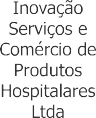 Inovação
Serviços e
Comércio de
Produtos
Hospitalares
Ltda